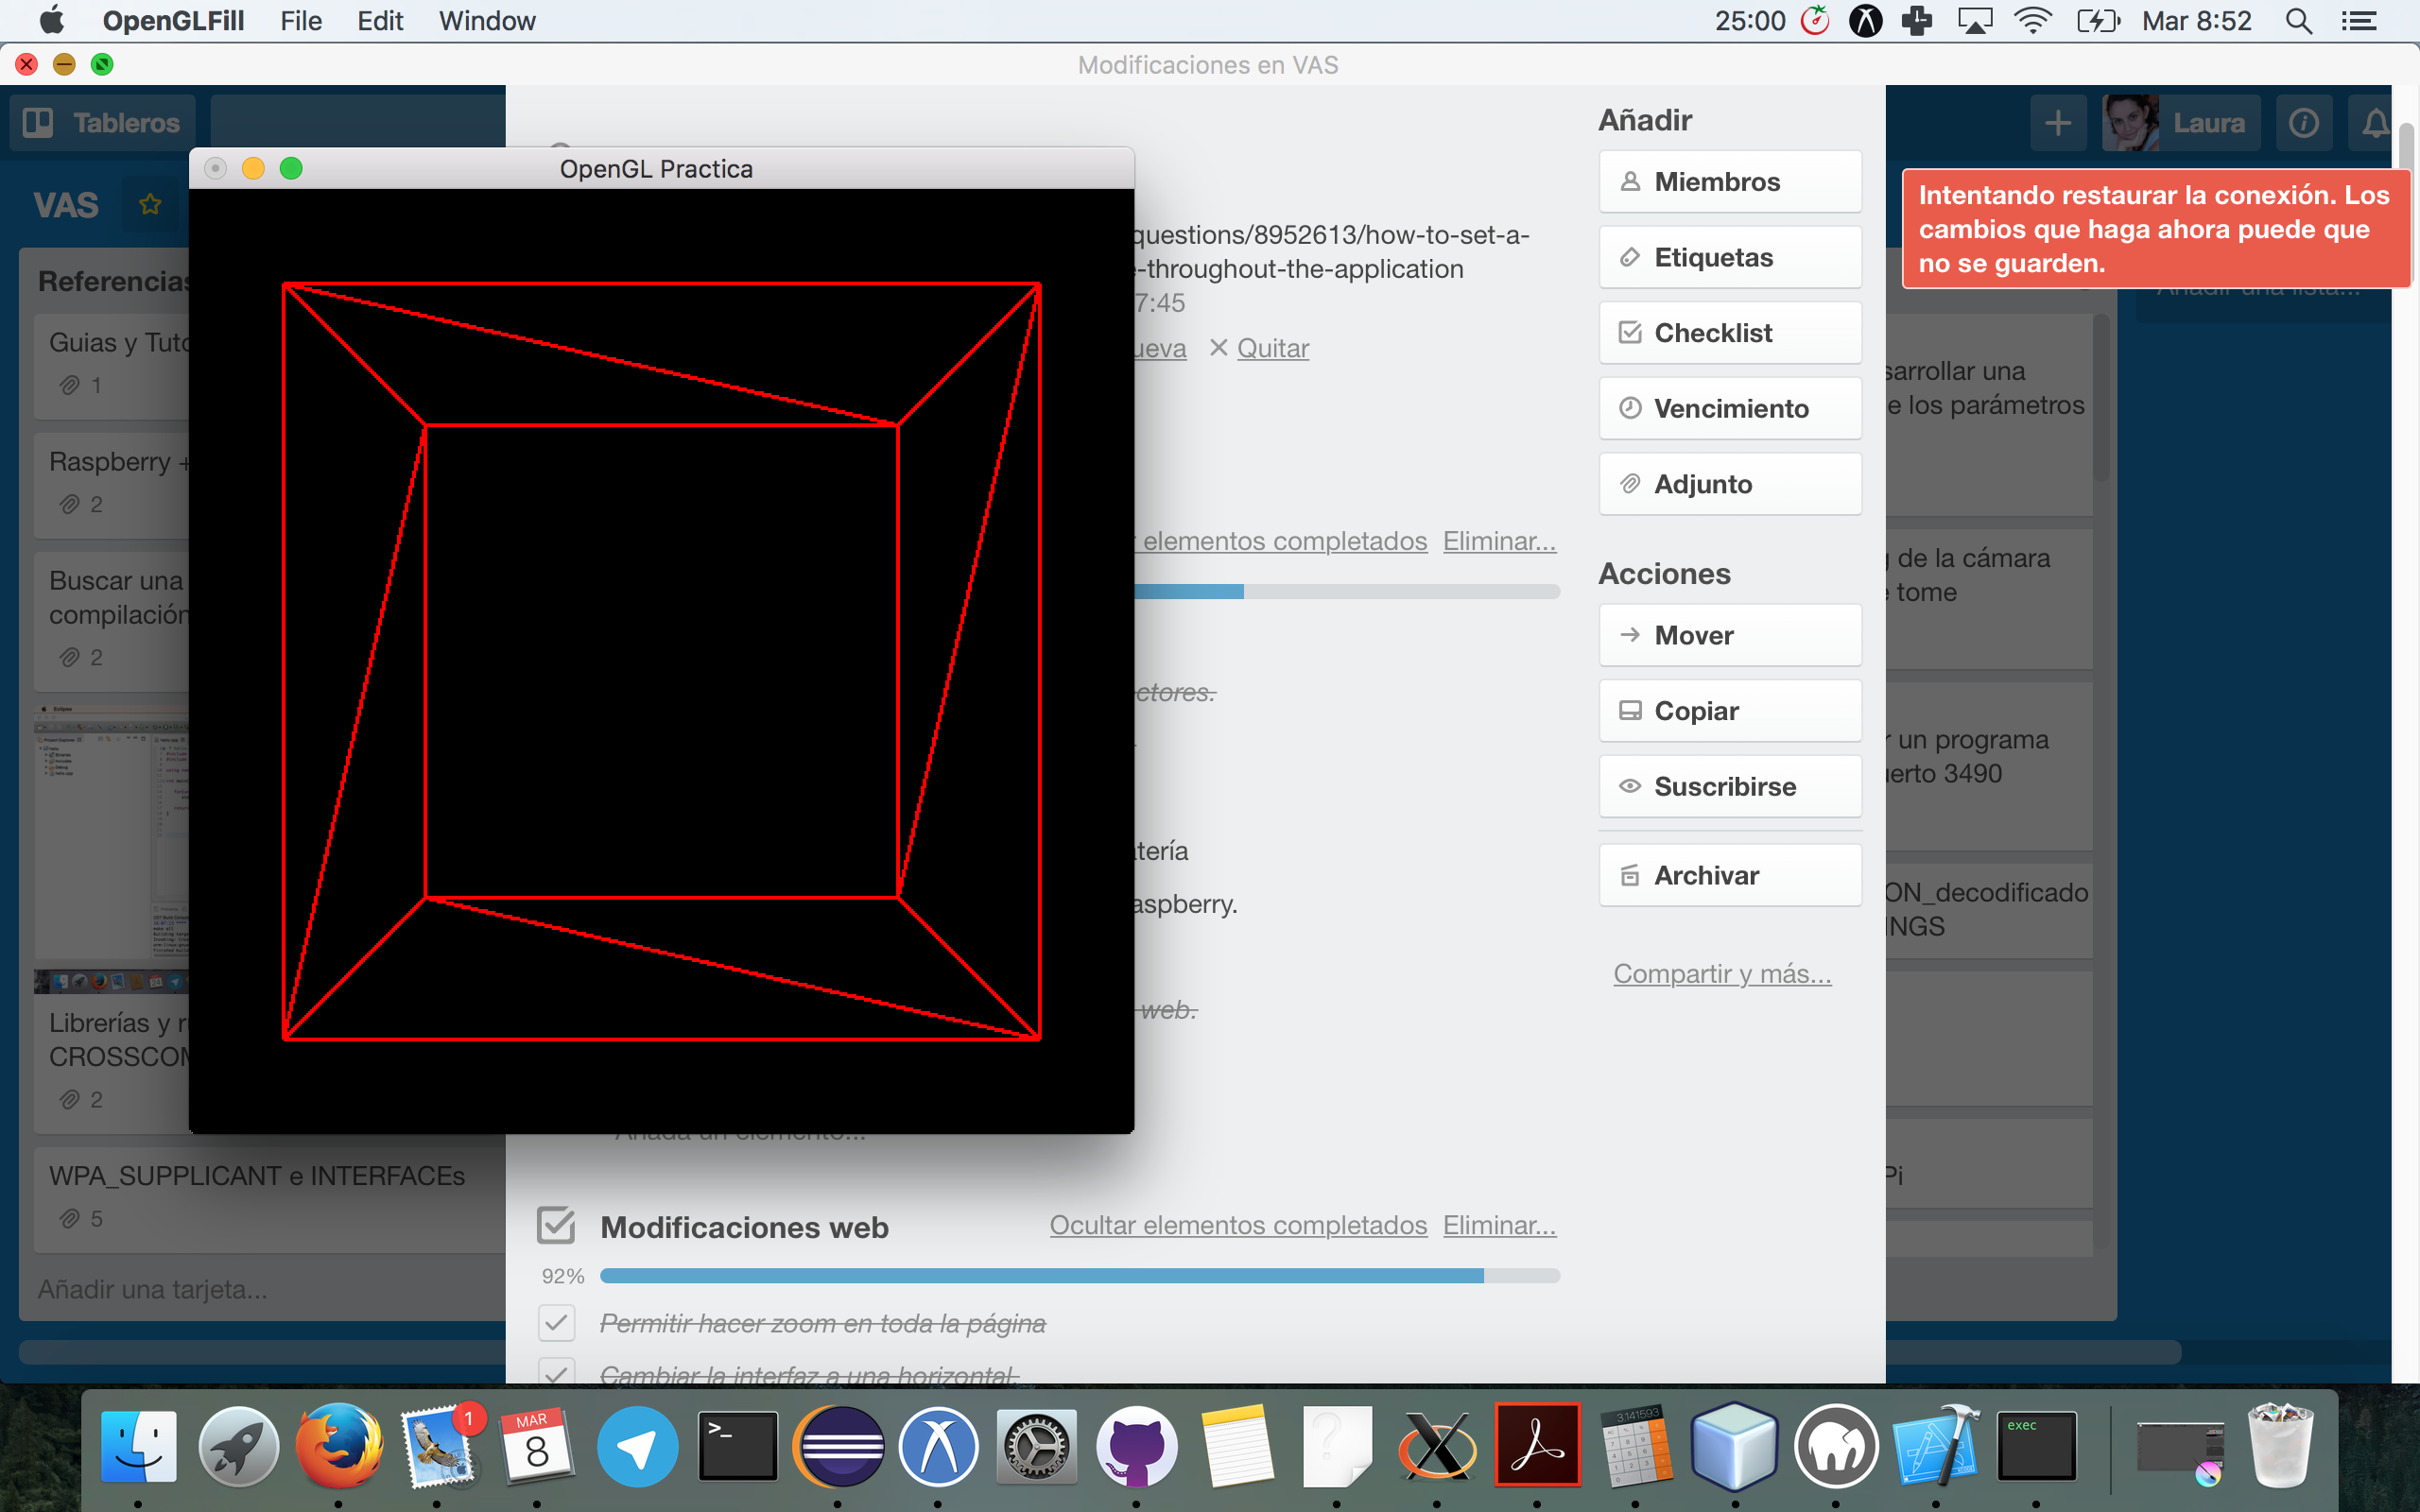 OpenGLFill File Edit Window 25:00 Mar 8:52
Modificaciones en VAS
Tableros
Laura
VAS
OpenGL Practica
Intentando restaurar la conexión. Los
cambios que haga ahora puede que
no se guarden.
Referencias
Guias y Tuto
1
Raspberry +
2
Buscar una
compilación
2
Librerías y r
CROSSCOM
2
WPA_SUPPLICANT e INTERFACEs
5
Añadir una tarjeta...
questions/8952613/how-to-set-a-
-throughout-the-application
7:45
ueva Quitar
elementos completados Eliminar...
ctores.
atería
aspberry.
web.
Añada un elemento...
Modificaciones web
Ocultar elementos completados Eliminar...
92%
Permitir hacer zoom en toda la página
Cambiar la interfaz a una horizontal.
Añadir
Miembros
Etiquetas
Checklist
Vencimiento
Adjunto
Acciones
Mover
Copiar
Suscribirse
Archivar
Compartir y más...
Añadir una lista...
sarrollar una
e los parámetros
g de la cámara
e tome
r un programa
uerto 3490
ON_decodificado
INGS
Pi
1
MAR
8
3.141593
exec